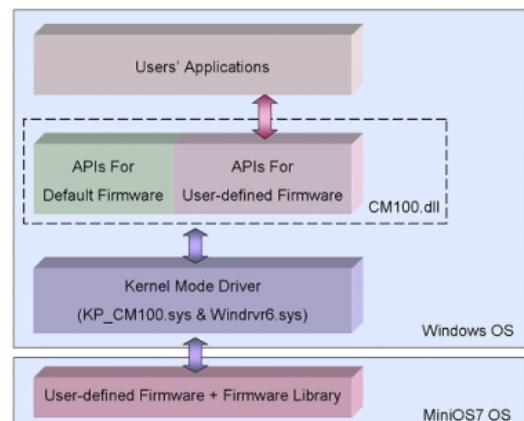 Users' Applications
APIs For
Default Firmware
APIs For
User-defined Firmware
CM100.dll
Kernel Mode Driver
(KP_CM100.sys & Windrvr6.sys)
Windows OS
User-defined Firmware + Firmware Library
MiniOS7 OS